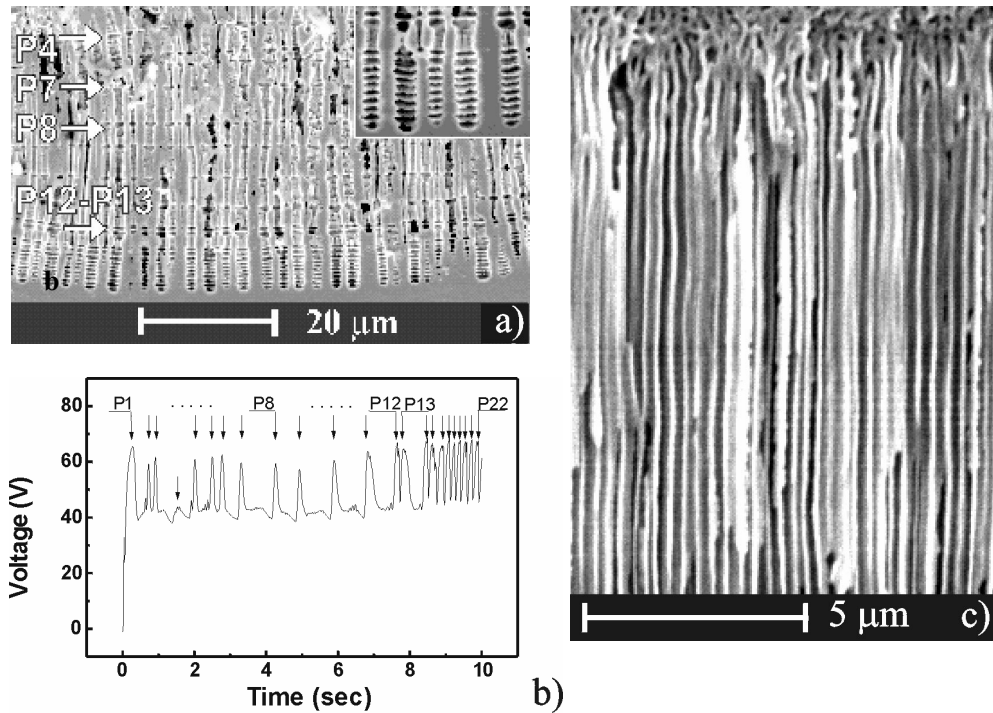 P4
P7
P8
P12-P13
b
20 μm
a)
80
60
40
20
0
Voltage (V)
P1
. . . . .
P8
. . . . .
P12
P13
P22
0 2 4 6 8 10
Time (sec)
b)
5 μm
c)